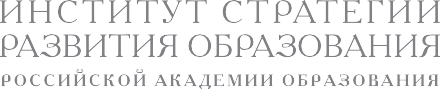 ИНСТИТУТ СТРАТЕГИИ
РАЗВИТИЯ ОБРАЗОВАНИЯ
РОССИЙСКОЙ АКАДЕМИИ ОБРАЗОВАНИЯ